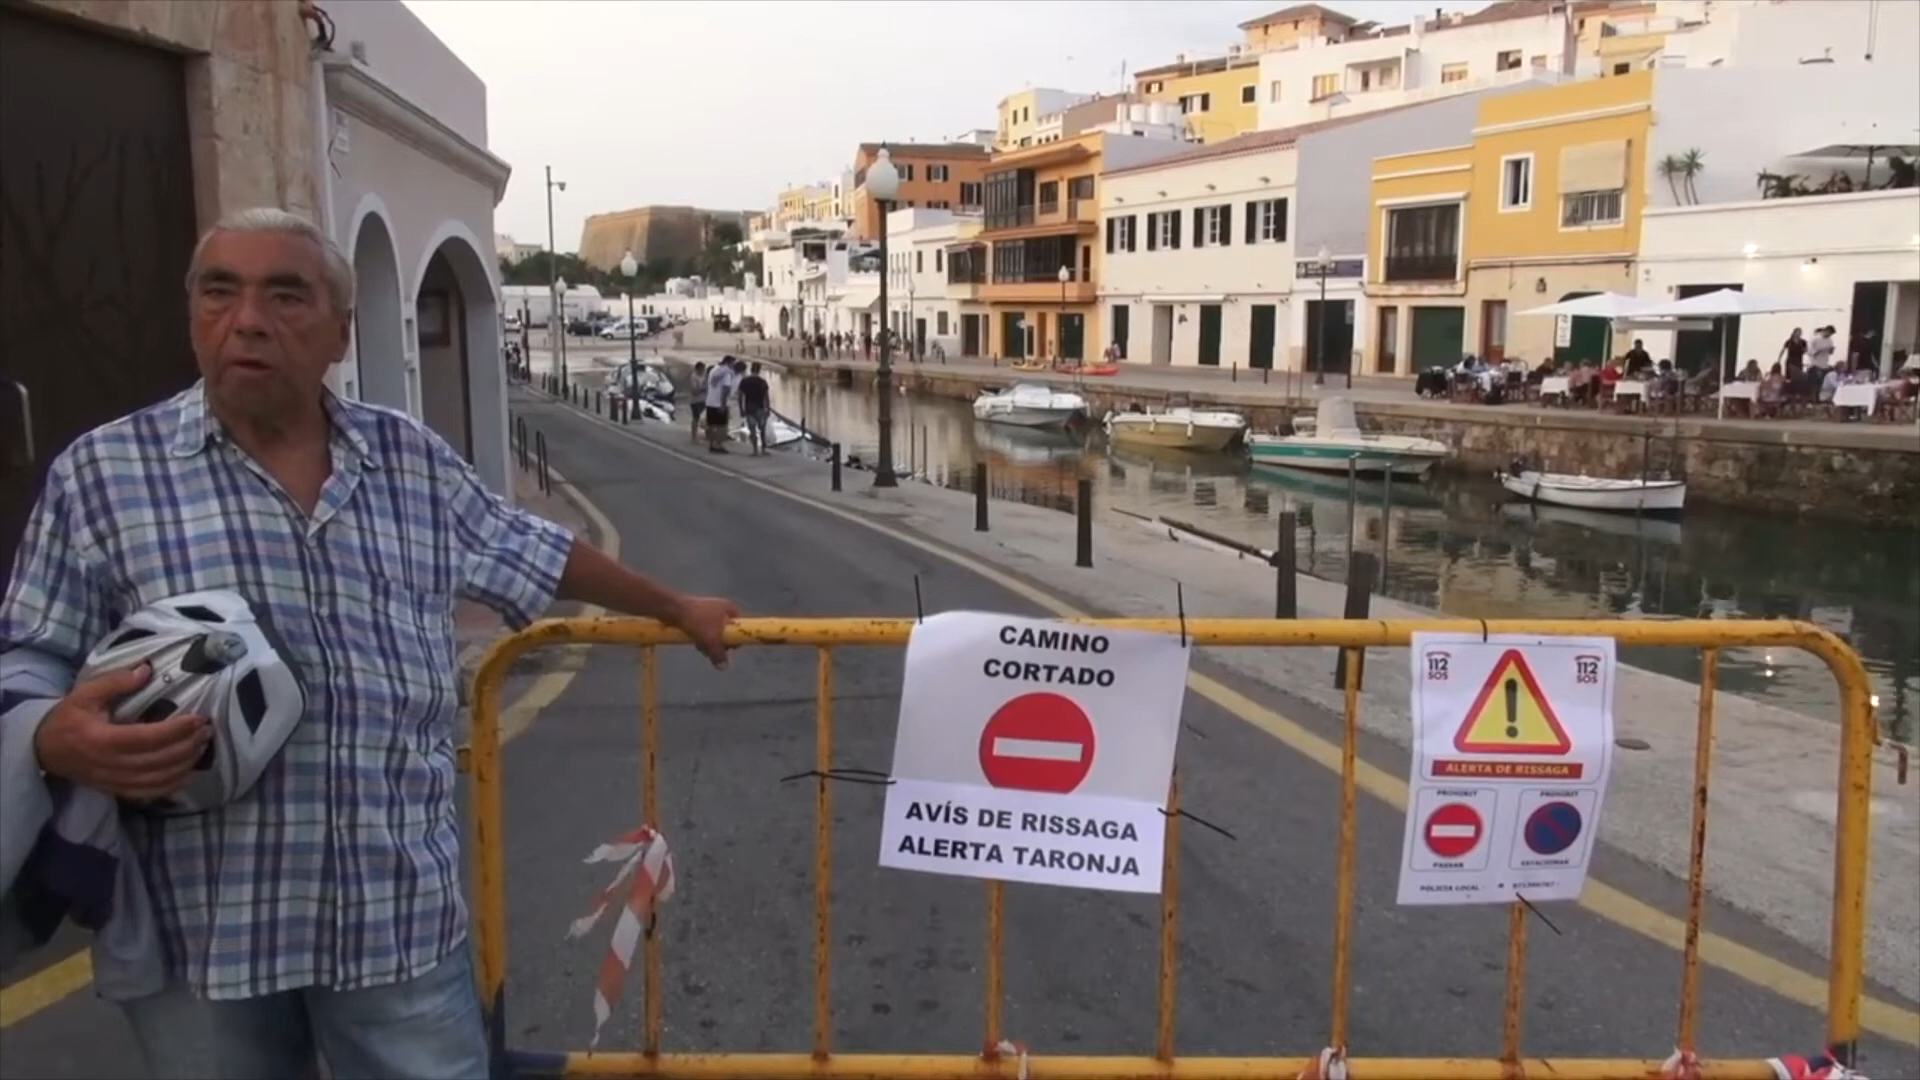 CAMINO
CORTADO
AVÍS DE RISSAGA
ALERTA TARONJA
112
SOS
112
SOS
ALERTA DE RISSAGA
PROHIBIT
PASSAR
PROHIBIT
ESTACIONAR
POLICIA LOCAL